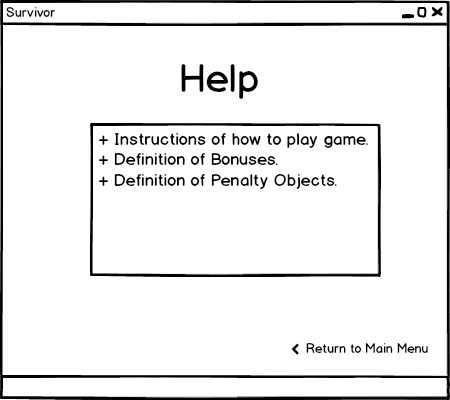 Survivor
Help
+ Instructions of how to play game.
+ Definition of Bonuses.
+ Definition of Penalty Objects.
Return to Main Menu